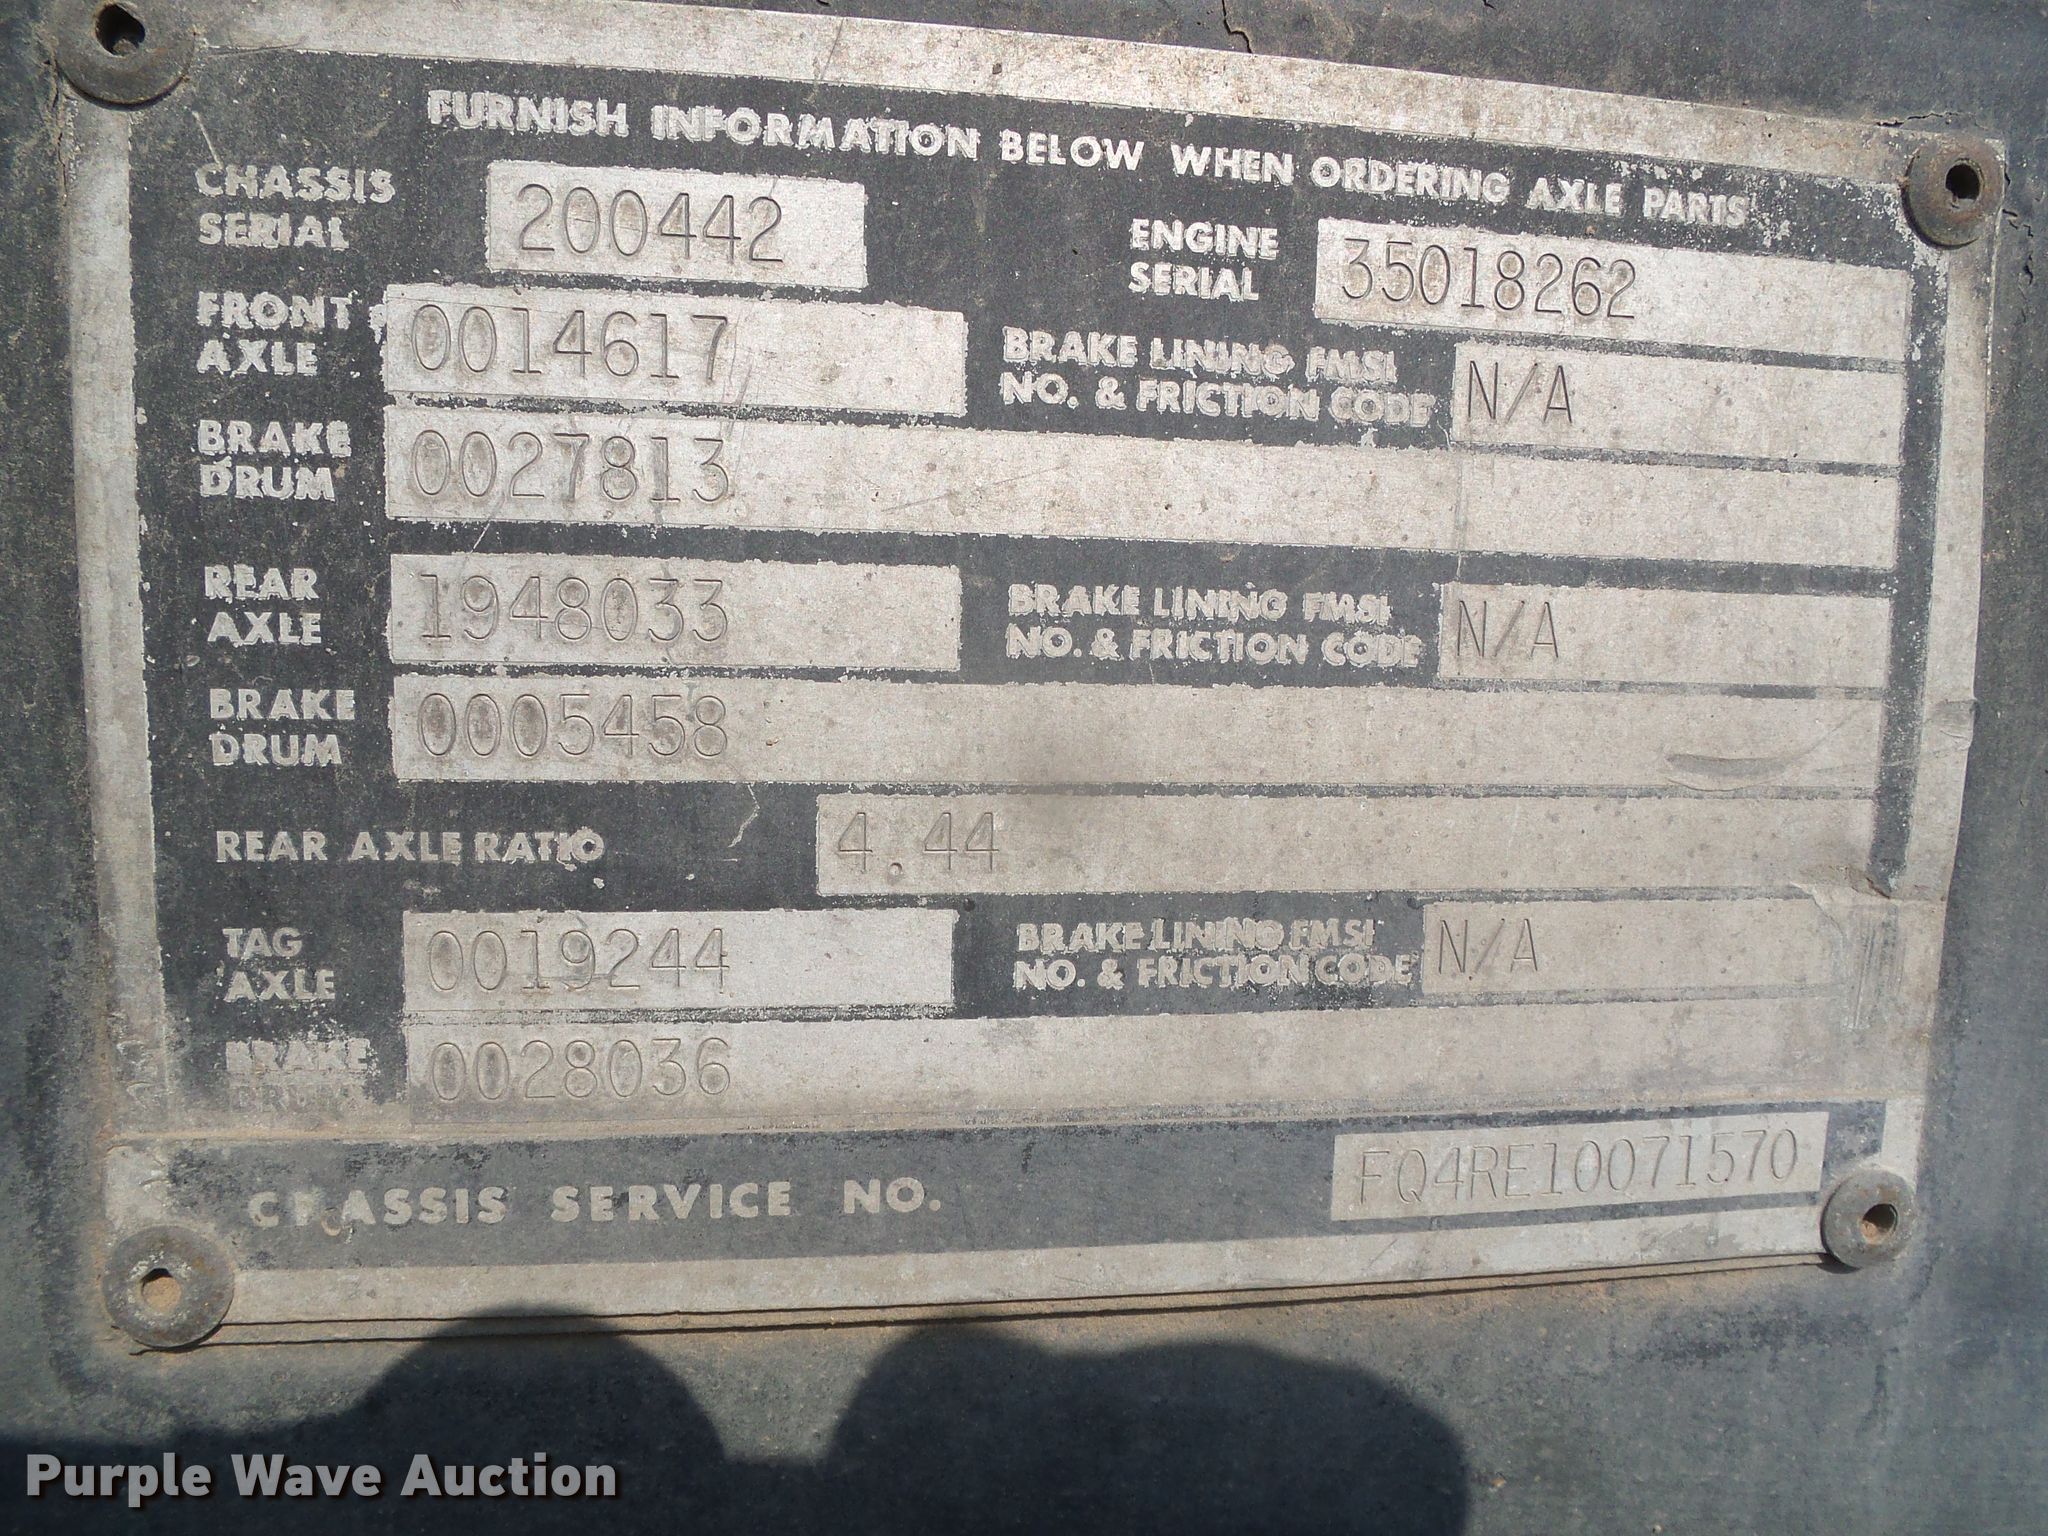 FURNISH INFORMATION BELOW WHEN ORDERING AXLE PARTS
CHASSIS SERIAL 200442
ENGINE SERIAL 35018262
FRONT AXLE 0014617
BRAKE LINING FMSI NO. & FRICTION CODE N/A
BRAKE DRUM 0027813
REAR AXLE 1948033
BRAKE LINING FMSI NO. & FRICTION CODE N/A
BRAKE DRUM 0005458
REAR AXLE RATIO 4.44
TAG AXLE 0019244
BRAKE LINING FMSI NO. & FRICTION CODE N/A
BRAKE DRUM 0028036
CHASSIS SERVICE NO. FQ4RE10071570
Purple Wave Auction